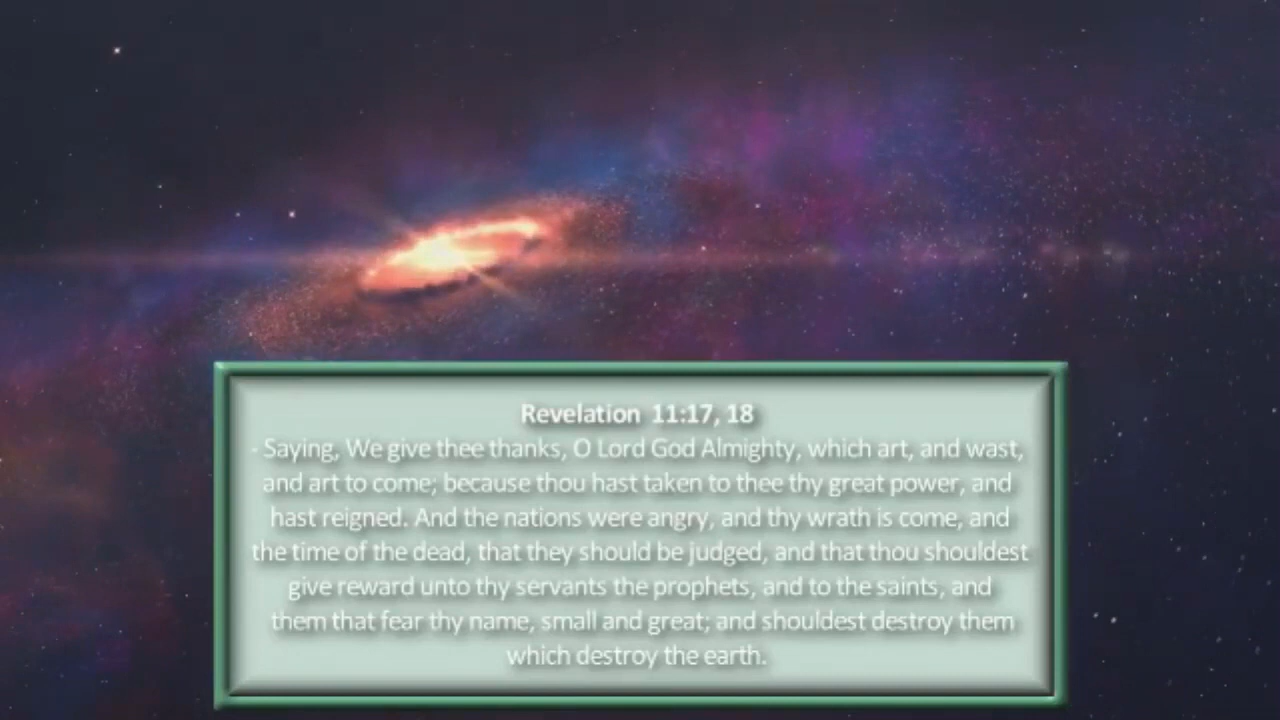 Revelation 11:17, 18
- Saying, We give thee thanks, O Lord God Almighty, which art, and wast,
and art to come; because thou hast taken to thee thy great power, and
hast reigned. And the nations were angry, and thy wrath is come, and
the time of the dead, that they should be judged, and that thou shouldest
give reward unto thy servants the prophets, and to the saints, and
them that fear thy name, small and great; and shouldest destroy them
which destroy the earth.